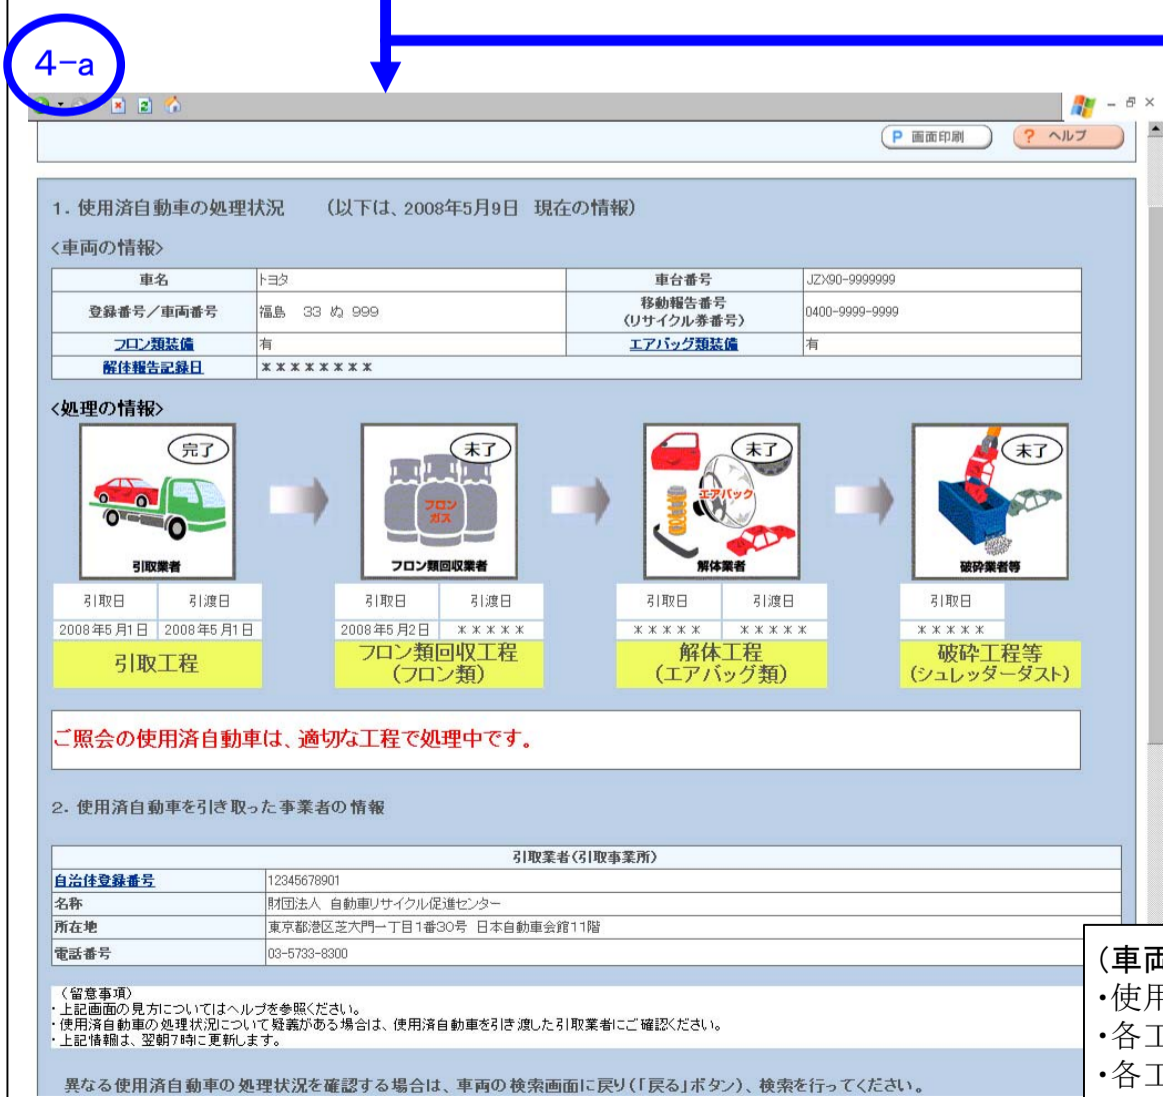 4-a
P 画面印刷
? ヘルプ
1. 使用済自動車の処理状況 (以下は、2008年5月9日 現在の情報)
<車両の情報>
車名 トヨタ 車台番号 JZX90-9999999
登録番号/車両番号 福島 33 ぬ 999 移動報告番号
(リサイクル券番号) 0400-9999-9999
フロン類装備 有 エアバッグ類装備 有
解体報告記録日 ********
<処理の情報>
完了 未了 未了 未了
フロン
ガス
エアバック
引取業者 フロン類回収業者 解体業者 破砕業者等
引取日 引渡日 引取日 引渡日 引取日 引渡日 引取日
2008年5月1日 2008年5月1日 2008年5月2日 ***** ***** ***** *****
引取工程
フロン類回収工程
(フロン類)
解体工程
(エアバッグ類)
破砕工程等
(シュレッダーダスト)
ご照会の使用済自動車は、適切な工程で処理中です。
2. 使用済自動車を引き取った事業者の情報
引取業者(引取事業所)
自治体登録番号 12345678901
名称 財団法人 自動車リサイクル促進センター
所在地 東京都港区芝大門一丁目1番30号 日本自動車会館11階
電話番号 03-5733-8300
(留意事項)
・上記画面の見方についてはヘルプを参照ください。
・使用済自動車の処理状況について疑義がある場合は、使用済自動車を引き渡した引取業者にご確認ください。
・上記情報は、翌朝7時に更新します。
異なる使用済自動車の処理状況を確認する場合は、車両の検索画面に戻り(「戻る」ボタン)、検索を行ってください。
(車両
・使用
・各工
・各工